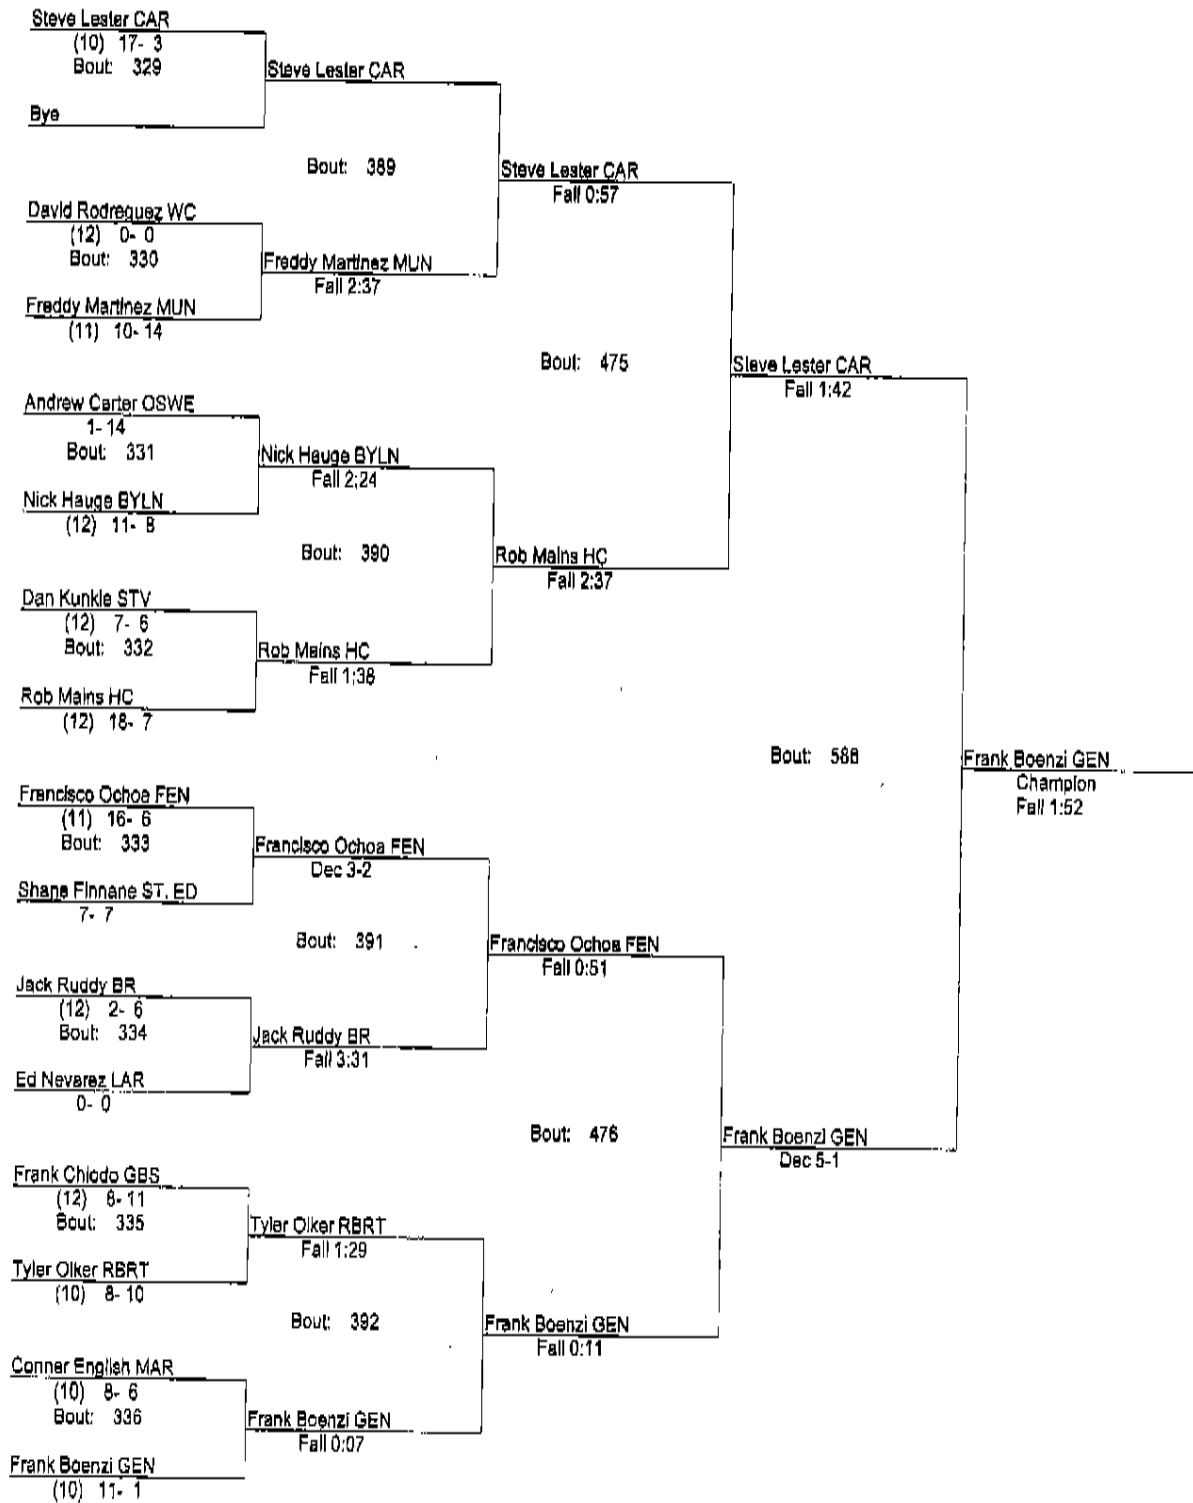 Steve Lester CAR
(10) 17- 3
Bout: 329
Steve Lester CAR
Bye
Bout: 389
Steve Lester CAR
Fall 0:57
David Rodreguez WC
(12) 0- 0
Bout: 330
Freddy Martinez MUN
Fall 2:37
Freddy Martinez MUN
(11) 10- 14
Bout: 475
Steve Lester CAR
Fall 1:42
Andrew Carter OSWE
1- 14
Bout: 331
Nick Hauge BYLN
Fall 2:24
Nick Hauge BYLN
(12) 11- 8
Bout: 390
Rob Mains HC
Fall 2:37
Dan Kunkle STV
(12) 7- 6
Bout: 332
Rob Mains HC
Fall 1:38
Rob Mains HC
(12) 18- 7
Bout: 588
Frank Boenzi GEN
Champion
Fall 1:52
Francisco Ochoa FEN
(11) 16- 6
Bout: 333
Francisco Ochoa FEN
Dec 3-2
Shane Finnane ST. ED
7- 7
Bout: 391
Francisco Ochoa FEN
Fall 0:51
Jack Ruddy BR
(12) 2- 6
Bout: 334
Jack Ruddy BR
Fall 3:31
Ed Nevarez LAR
0- 0
Bout: 476
Frank Boenzi GEN
Dec 5-1
Frank Chiodo GBS
(12) 8- 11
Bout: 335
Tyler Olker RBRT
Fall 1:29
Tyler Olker RBRT
(10) 8- 10
Bout: 392
Frank Boenzi GEN
Fall 0:11
Conner English MAR
(10) 8- 6
Bout: 336
Frank Boenzi GEN
Fall 0:07
Frank Boenzi GEN
(10) 11- 1